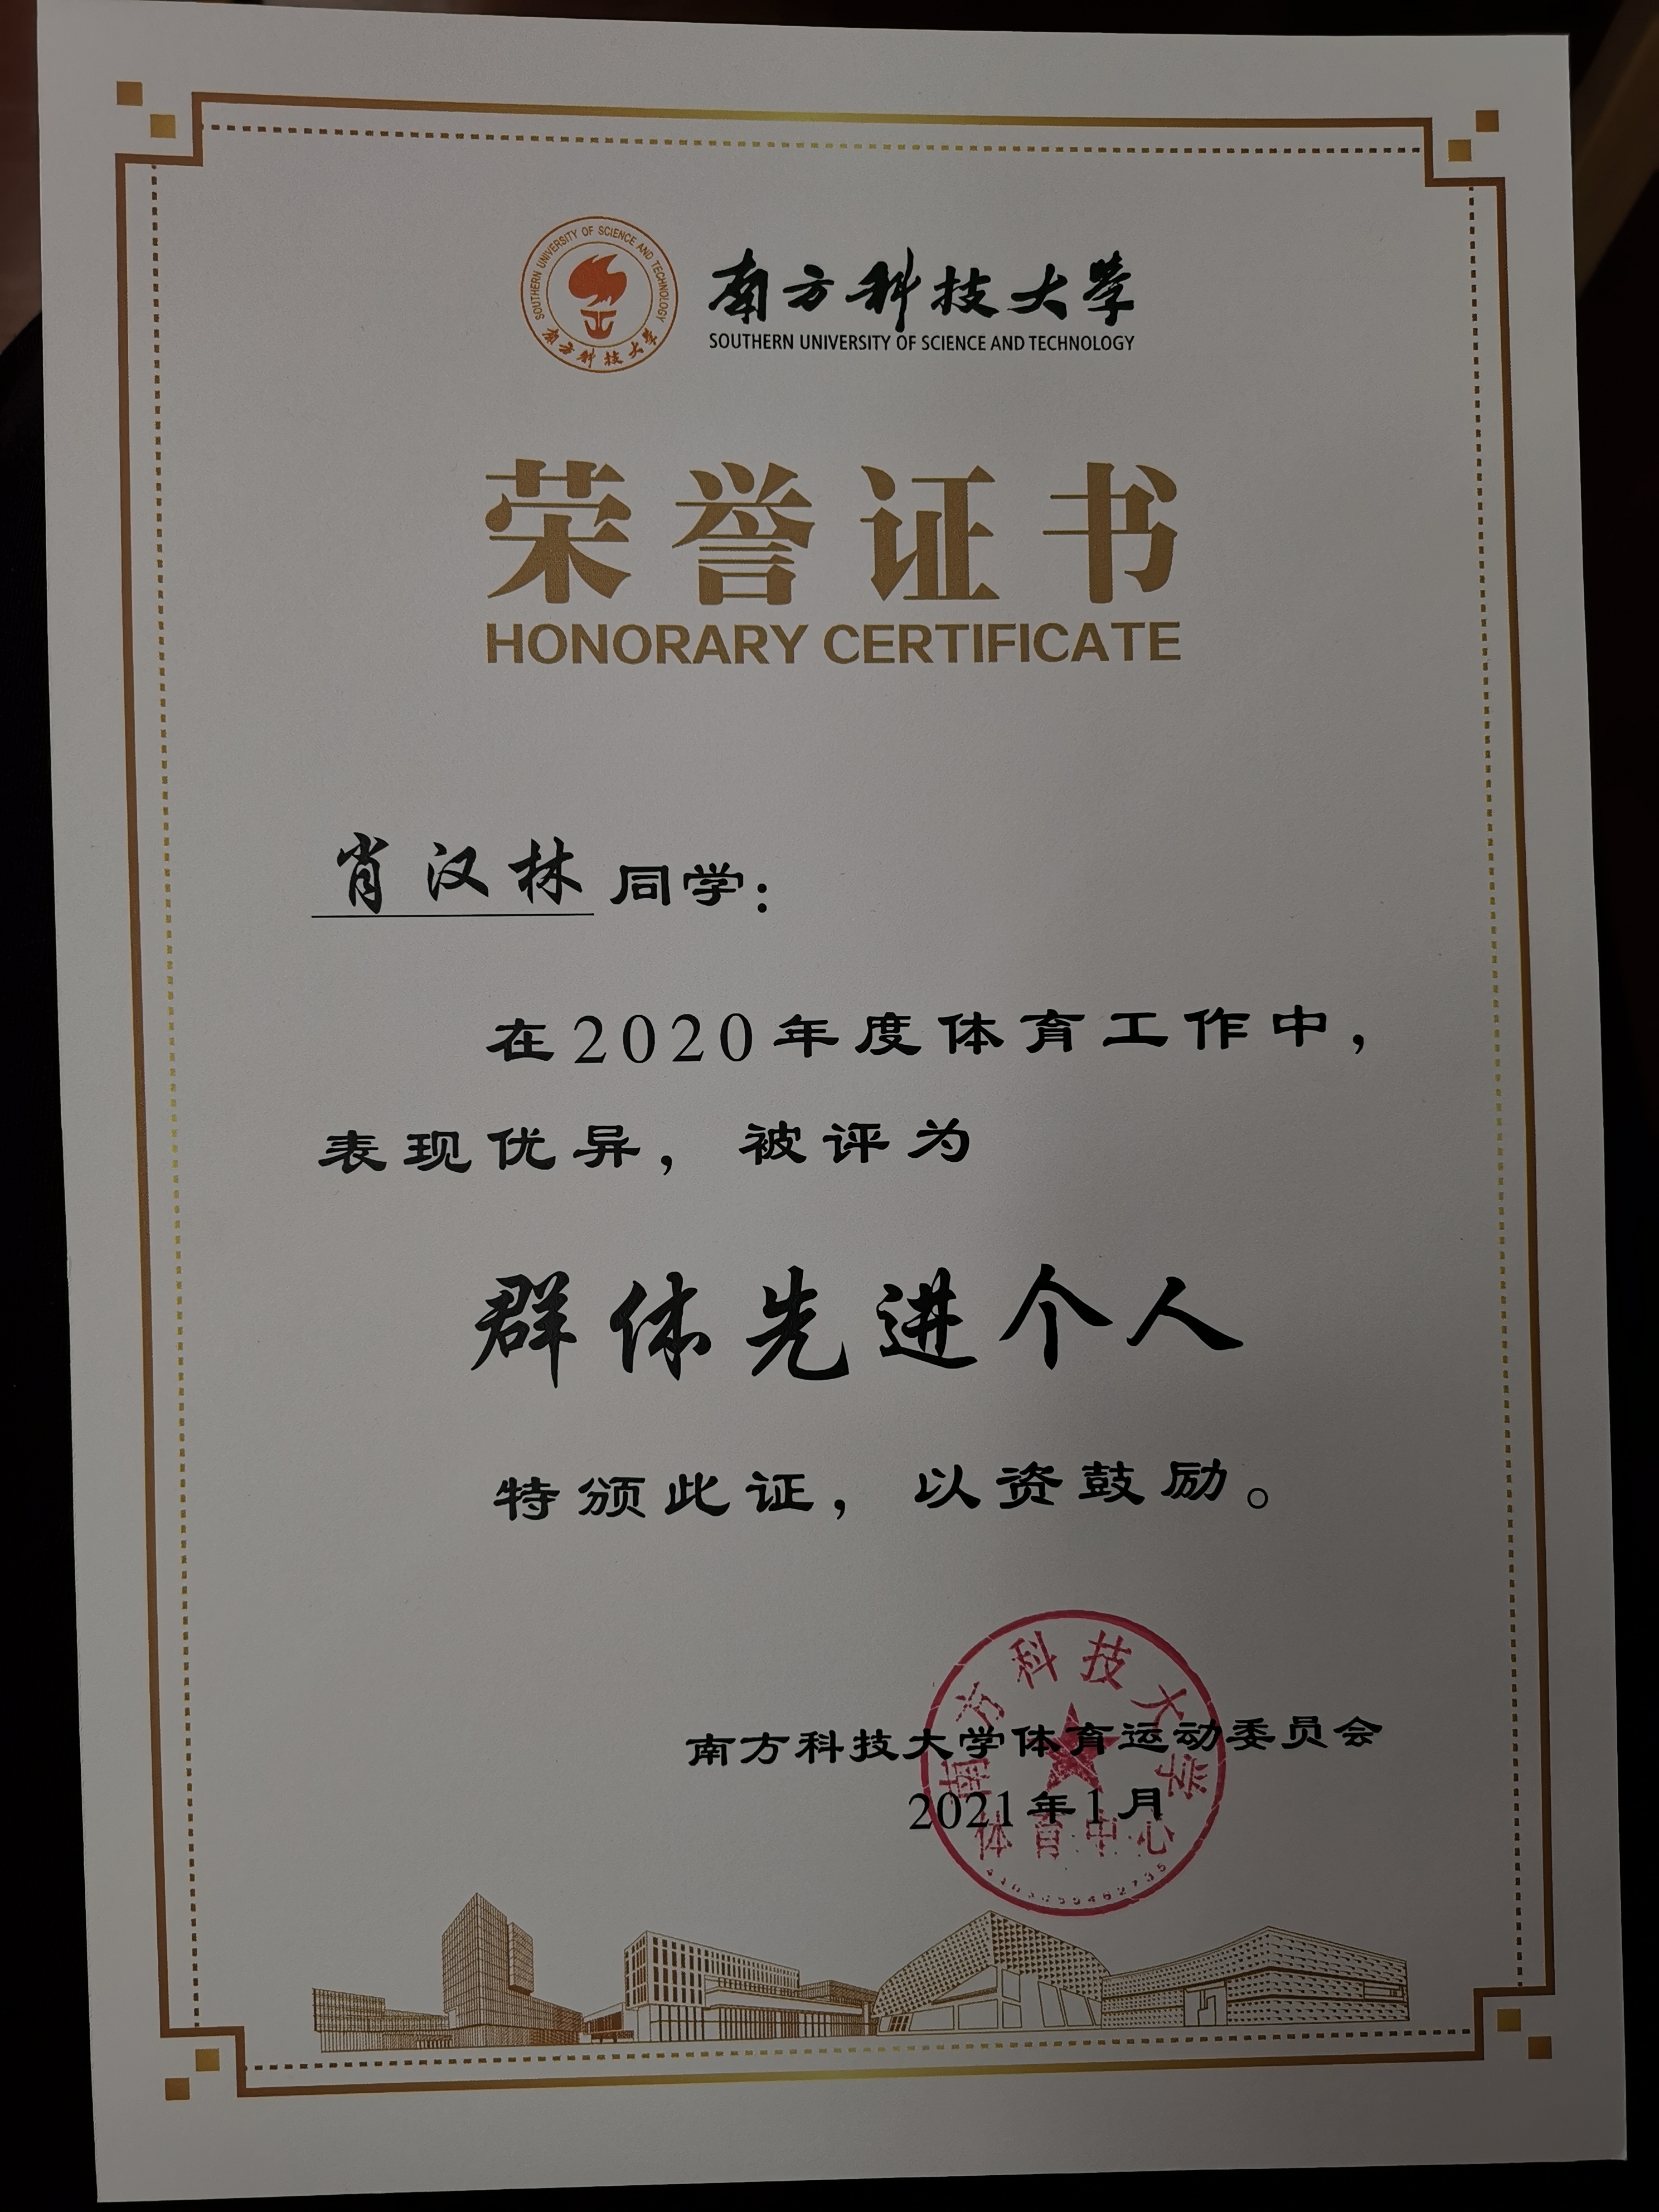 SOUTHERN UNIVERSITY OF SCIENCE AND TECHNOLOGY
南方科技大学
南方科技大学
SOUTHERN UNIVERSITY OF SCIENCE AND TECHNOLOGY
荣誉证书
HONORARY CERTIFICATE
肖汉林同学：
在2020年度体育工作中，
表现优异，被评为
群体先进个人
特颁此证，以资鼓励。
南方科技大学
南方科技大学体育运动委员会
2021年1月
体育中心